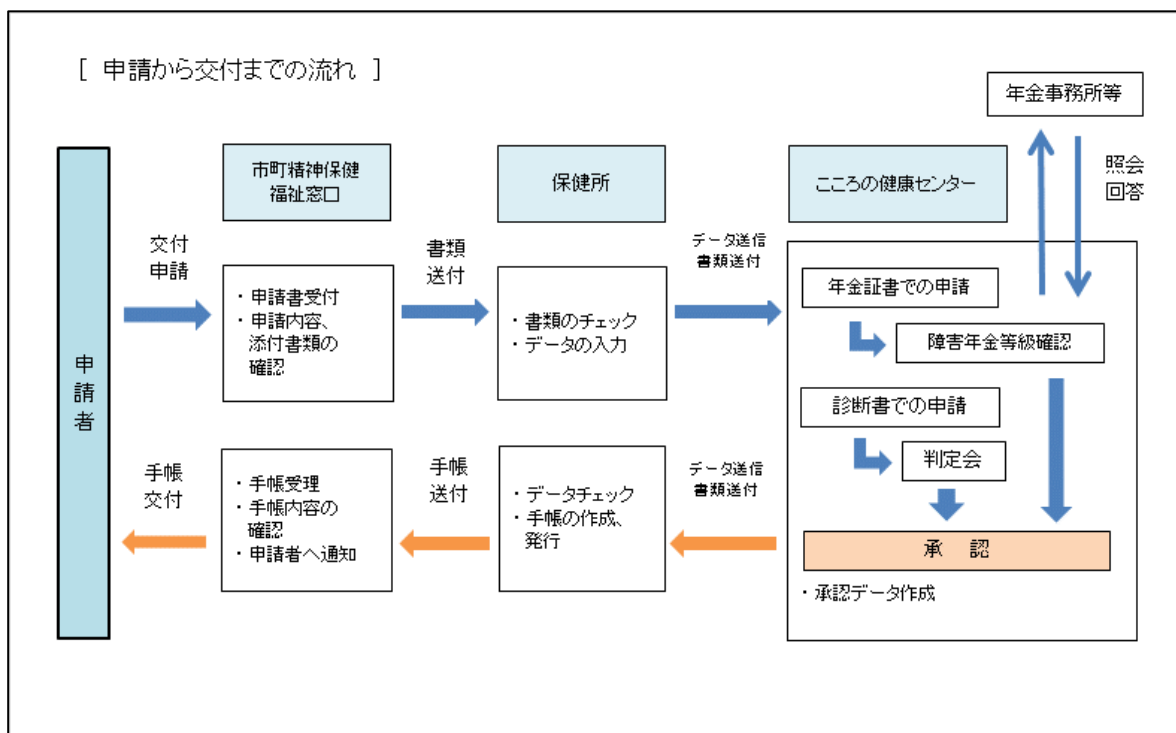 [ 申請から交付までの流れ ]
年金事務所等
照会
回答
市町精神保健
福祉窓口
保健所
こころの健康センター
申請者
交付
申請
・申請書受付
・申請内容、
添付書類の
確認
書類
送付
・書類のチェック
・データの入力
データ送信
書類送付
年金証書での申請
障害年金等級確認
診断書での申請
判定会
承 認
・承認データ作成
データ送信
書類送付
・データチェック
・手帳の作成、
発行
手帳
送付
・手帳受理
・手帳内容の
確認
・申請者へ通知
手帳
交付